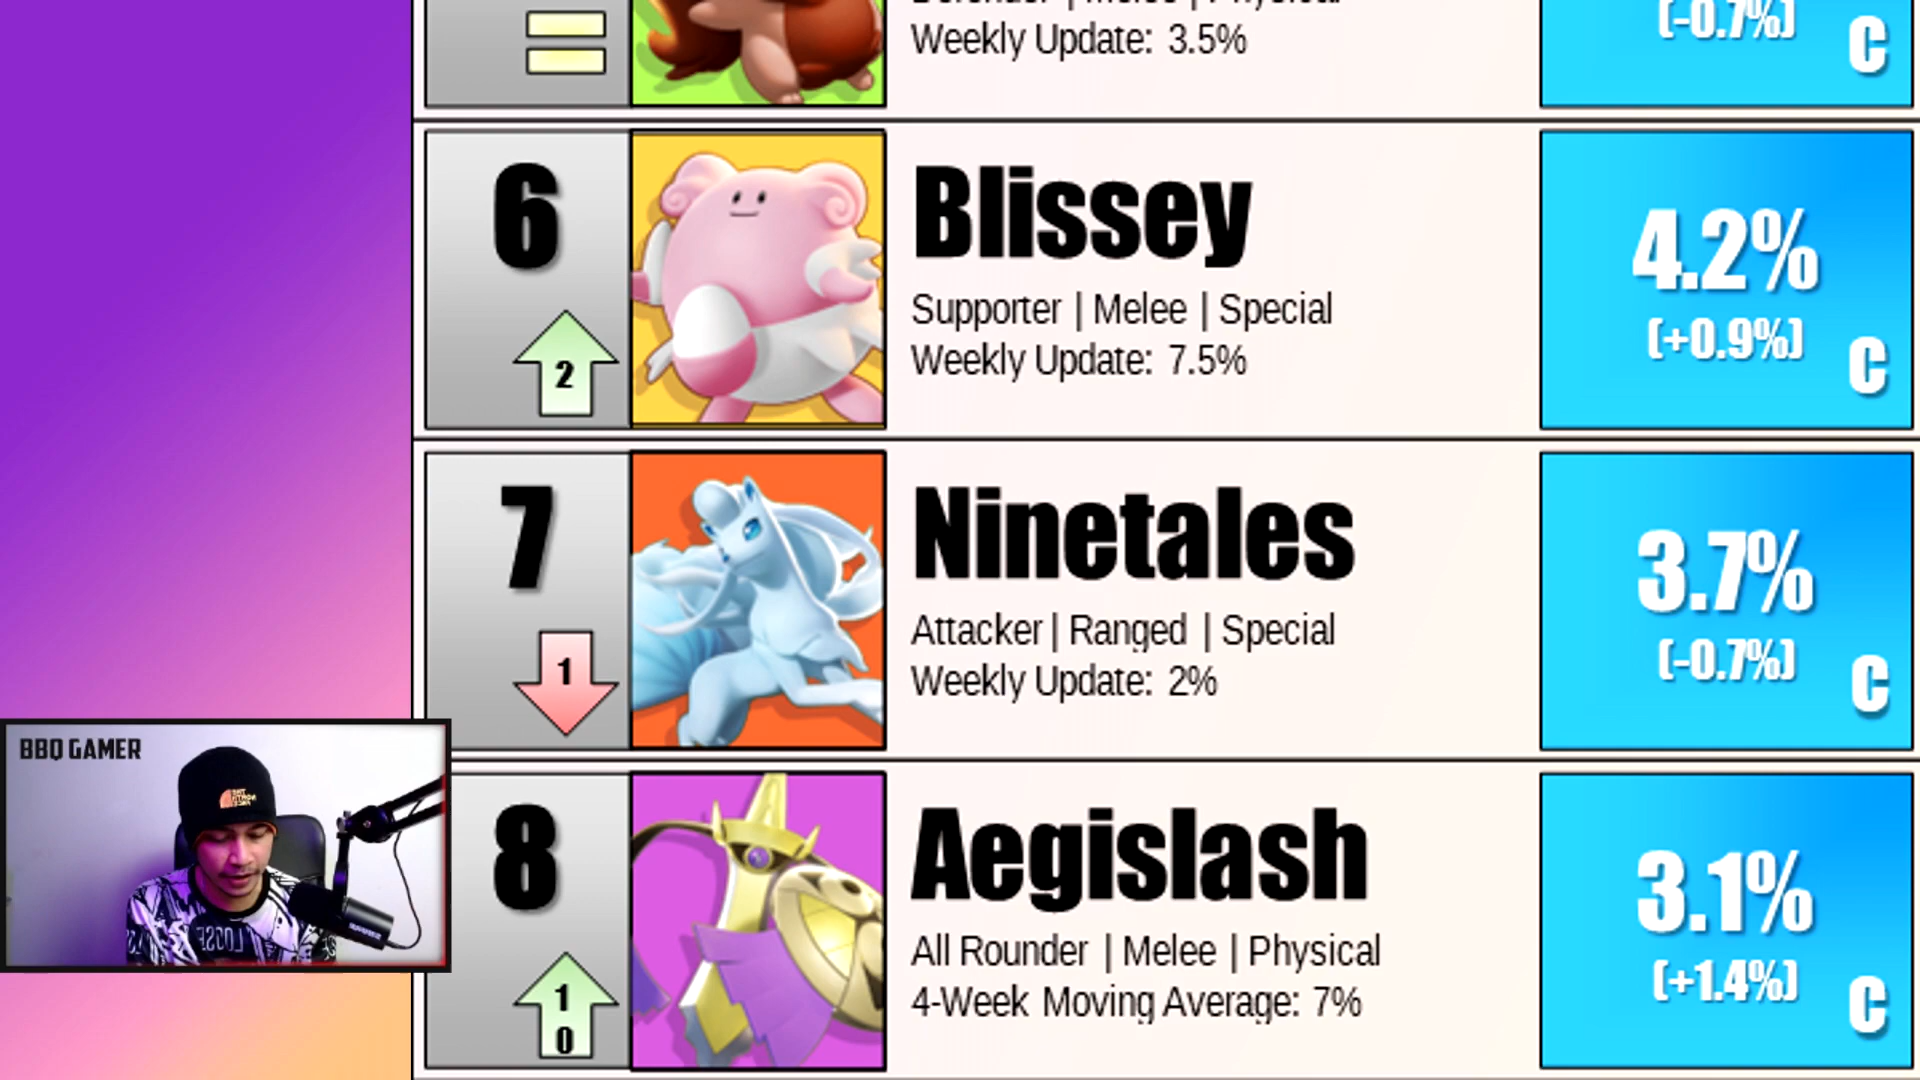 Weekly Update: 3.5%
(-0.7%)
C
6
2
Blissey
Supporter | Melee | Special
Weekly Update: 7.5%
4.2%
(+0.9%)
C
7
1
Ninetales
Attacker | Ranged | Special
Weekly Update: 2%
3.7%
(-0.7%)
C
BBQ GAMER
8
1
0
Aegislash
All Rounder | Melee | Physical
4-Week Moving Average: 7%
3.1%
(+1.4%)
C